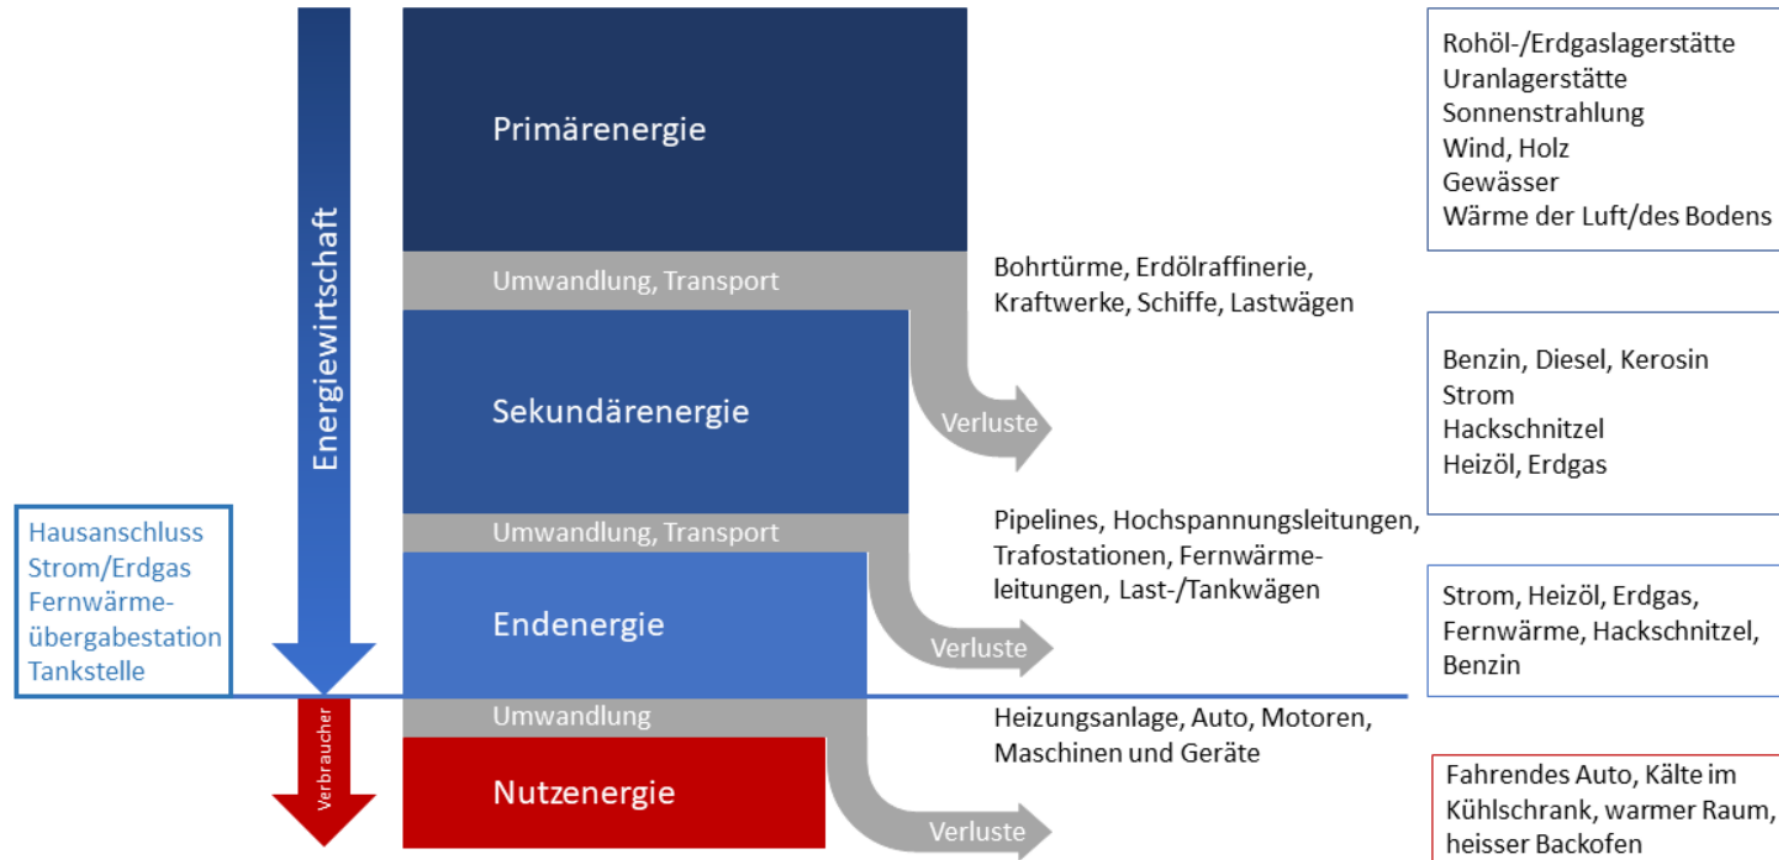 Energiewirtschaft
Verbraucher
Hausanschluss
Strom/Erdgas
Fernwärme-
übergabestation
Tankstelle
Primärenergie
Umwandlung, Transport
Sekundärenergie
Umwandlung, Transport
Endenergie
Umwandlung
Nutzenergie
Verluste
Verluste
Verluste
Bohrtürme, Erdölraffinerie,
Kraftwerke, Schiffe, Lastwägen
Pipelines, Hochspannungsleitungen,
Trafostationen, Fernwärme-
leitungen, Last-/Tankwägen
Heizungsanlage, Auto, Motoren,
Maschinen und Geräte
Rohöl-/Erdgaslagerstätte
Uranlagerstätte
Sonnenstrahlung
Wind, Holz
Gewässer
Wärme der Luft/des Bodens
Benzin, Diesel, Kerosin
Strom
Hackschnitzel
Heizöl, Erdgas
Strom, Heizöl, Erdgas,
Fernwärme, Hackschnitzel,
Benzin
Fahrendes Auto, Kälte im
Kühlschrank, warmer Raum,
heisser Backofen